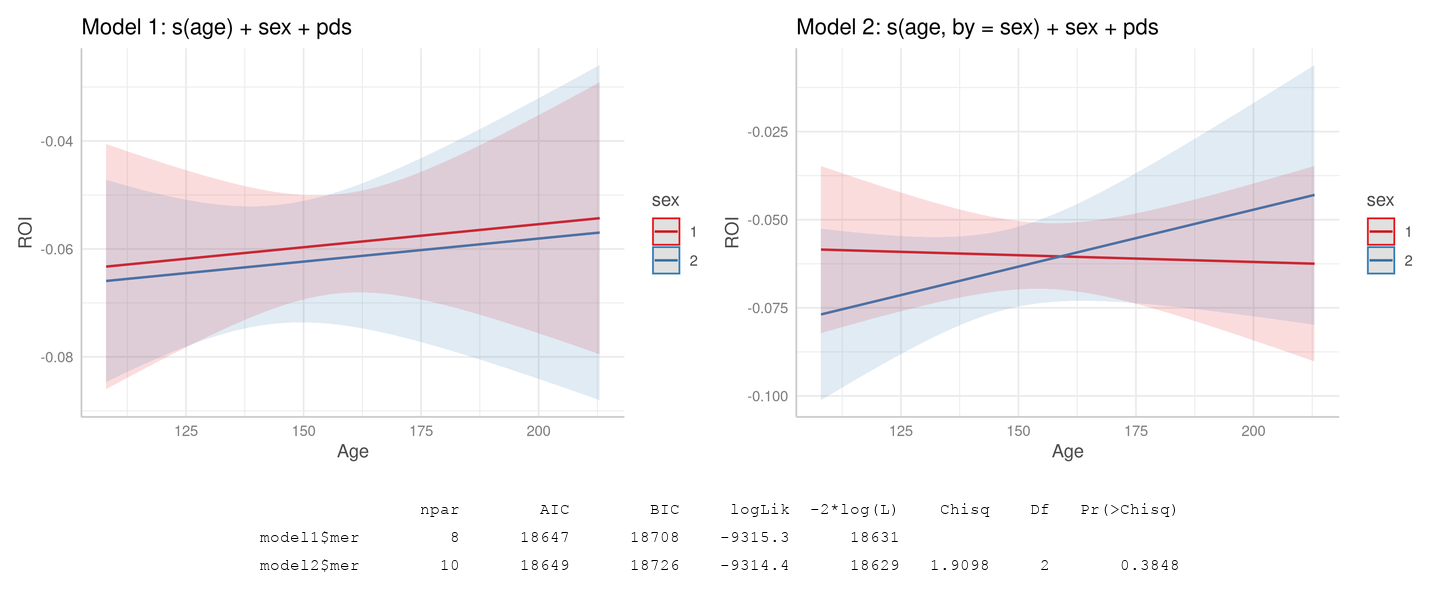 Model 1: s(age) + sex + pds
-0.04
-0.06
-0.08
ROI
125 150 175 200
Age
sex
1
2
Model 2: s(age, by = sex) + sex + pds
-0.025
-0.050
-0.075
-0.100
ROI
125 150 175 200
Age
sex
1
2
npar AIC BIC logLik -2*log(L) Chisq Df Pr(>Chisq)
model1$mer 8 18647 18708 -9315.3 18631
model2$mer 10 18649 18726 -9314.4 18629 1.9098 2 0.3848